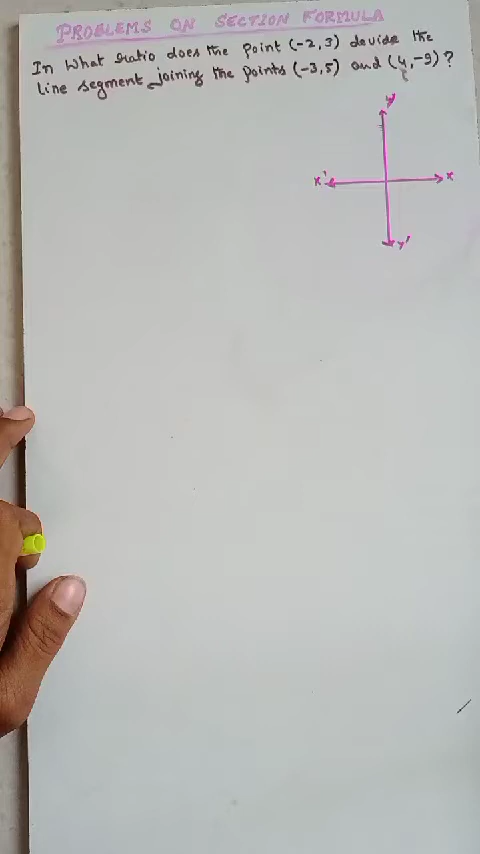 PROBLEMS ON SECTION FORMULA
In What ratio does the point (-2,3) devide the
line segment joining the points (-3,5) and (4,-9)?
y
x' x
y'